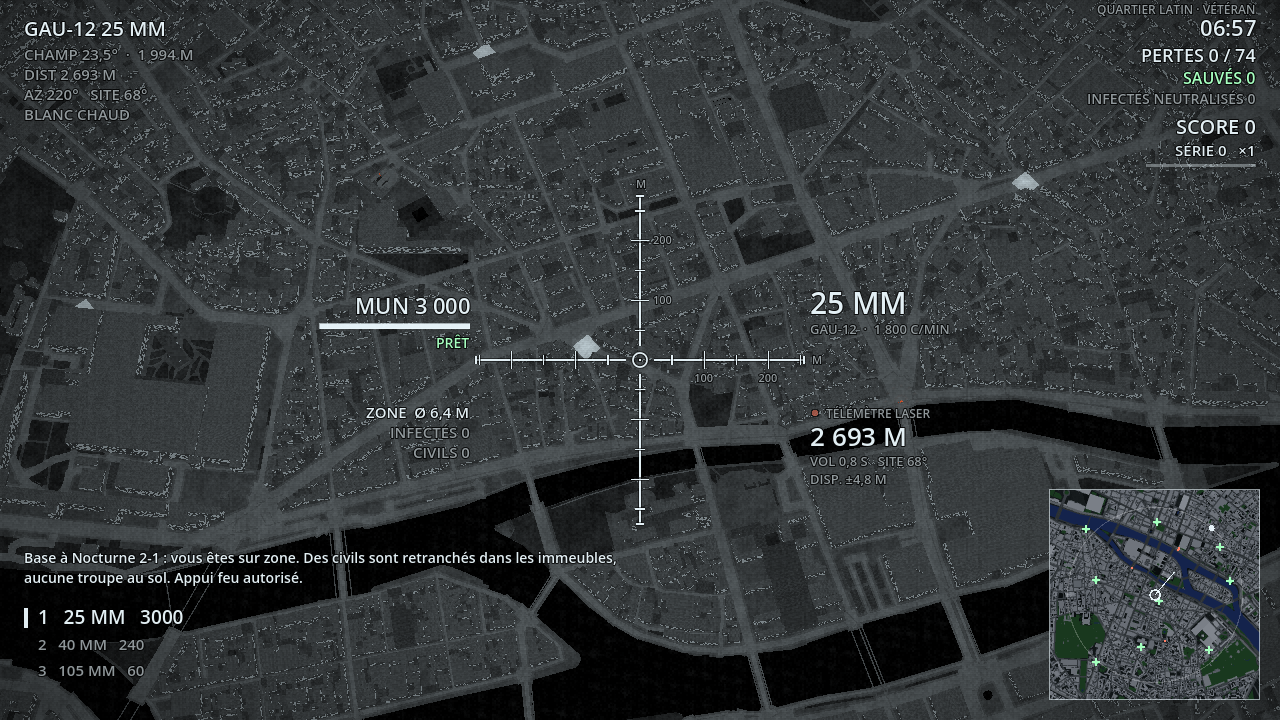 GAU-12 25 MM
CHAMP 23,5° · 1 994 M
DIST 2 693 M
AZ 220° SITE 68°
BLANC CHAUD
QUARTIER LATIN · VÉTÉRAN
06:57
PERTES 0 / 74
SAUVÉS 0
INFECTÉS NEUTRALISÉS 0
SCORE 0
SÉRIE 0 ×1
M
200
100
MUN 3 000
PRÊT
25 MM
GAU-12 · 1 800 C/MIN
M
100
200
ZONE Ø 6,4 M
INFECTÉS 0
CIVILS 0
TÉLÉMÈTRE LASER
2 693 M
VOL 0,8 S · SITE 68°
DISP. ±4,8 M
Base à Nocturne 2-1 : vous êtes sur zone. Des civils sont retranchés dans les immeubles,
aucune troupe au sol. Appui feu autorisé.
1 25 MM 3000
2 40 MM 240
3 105 MM 60